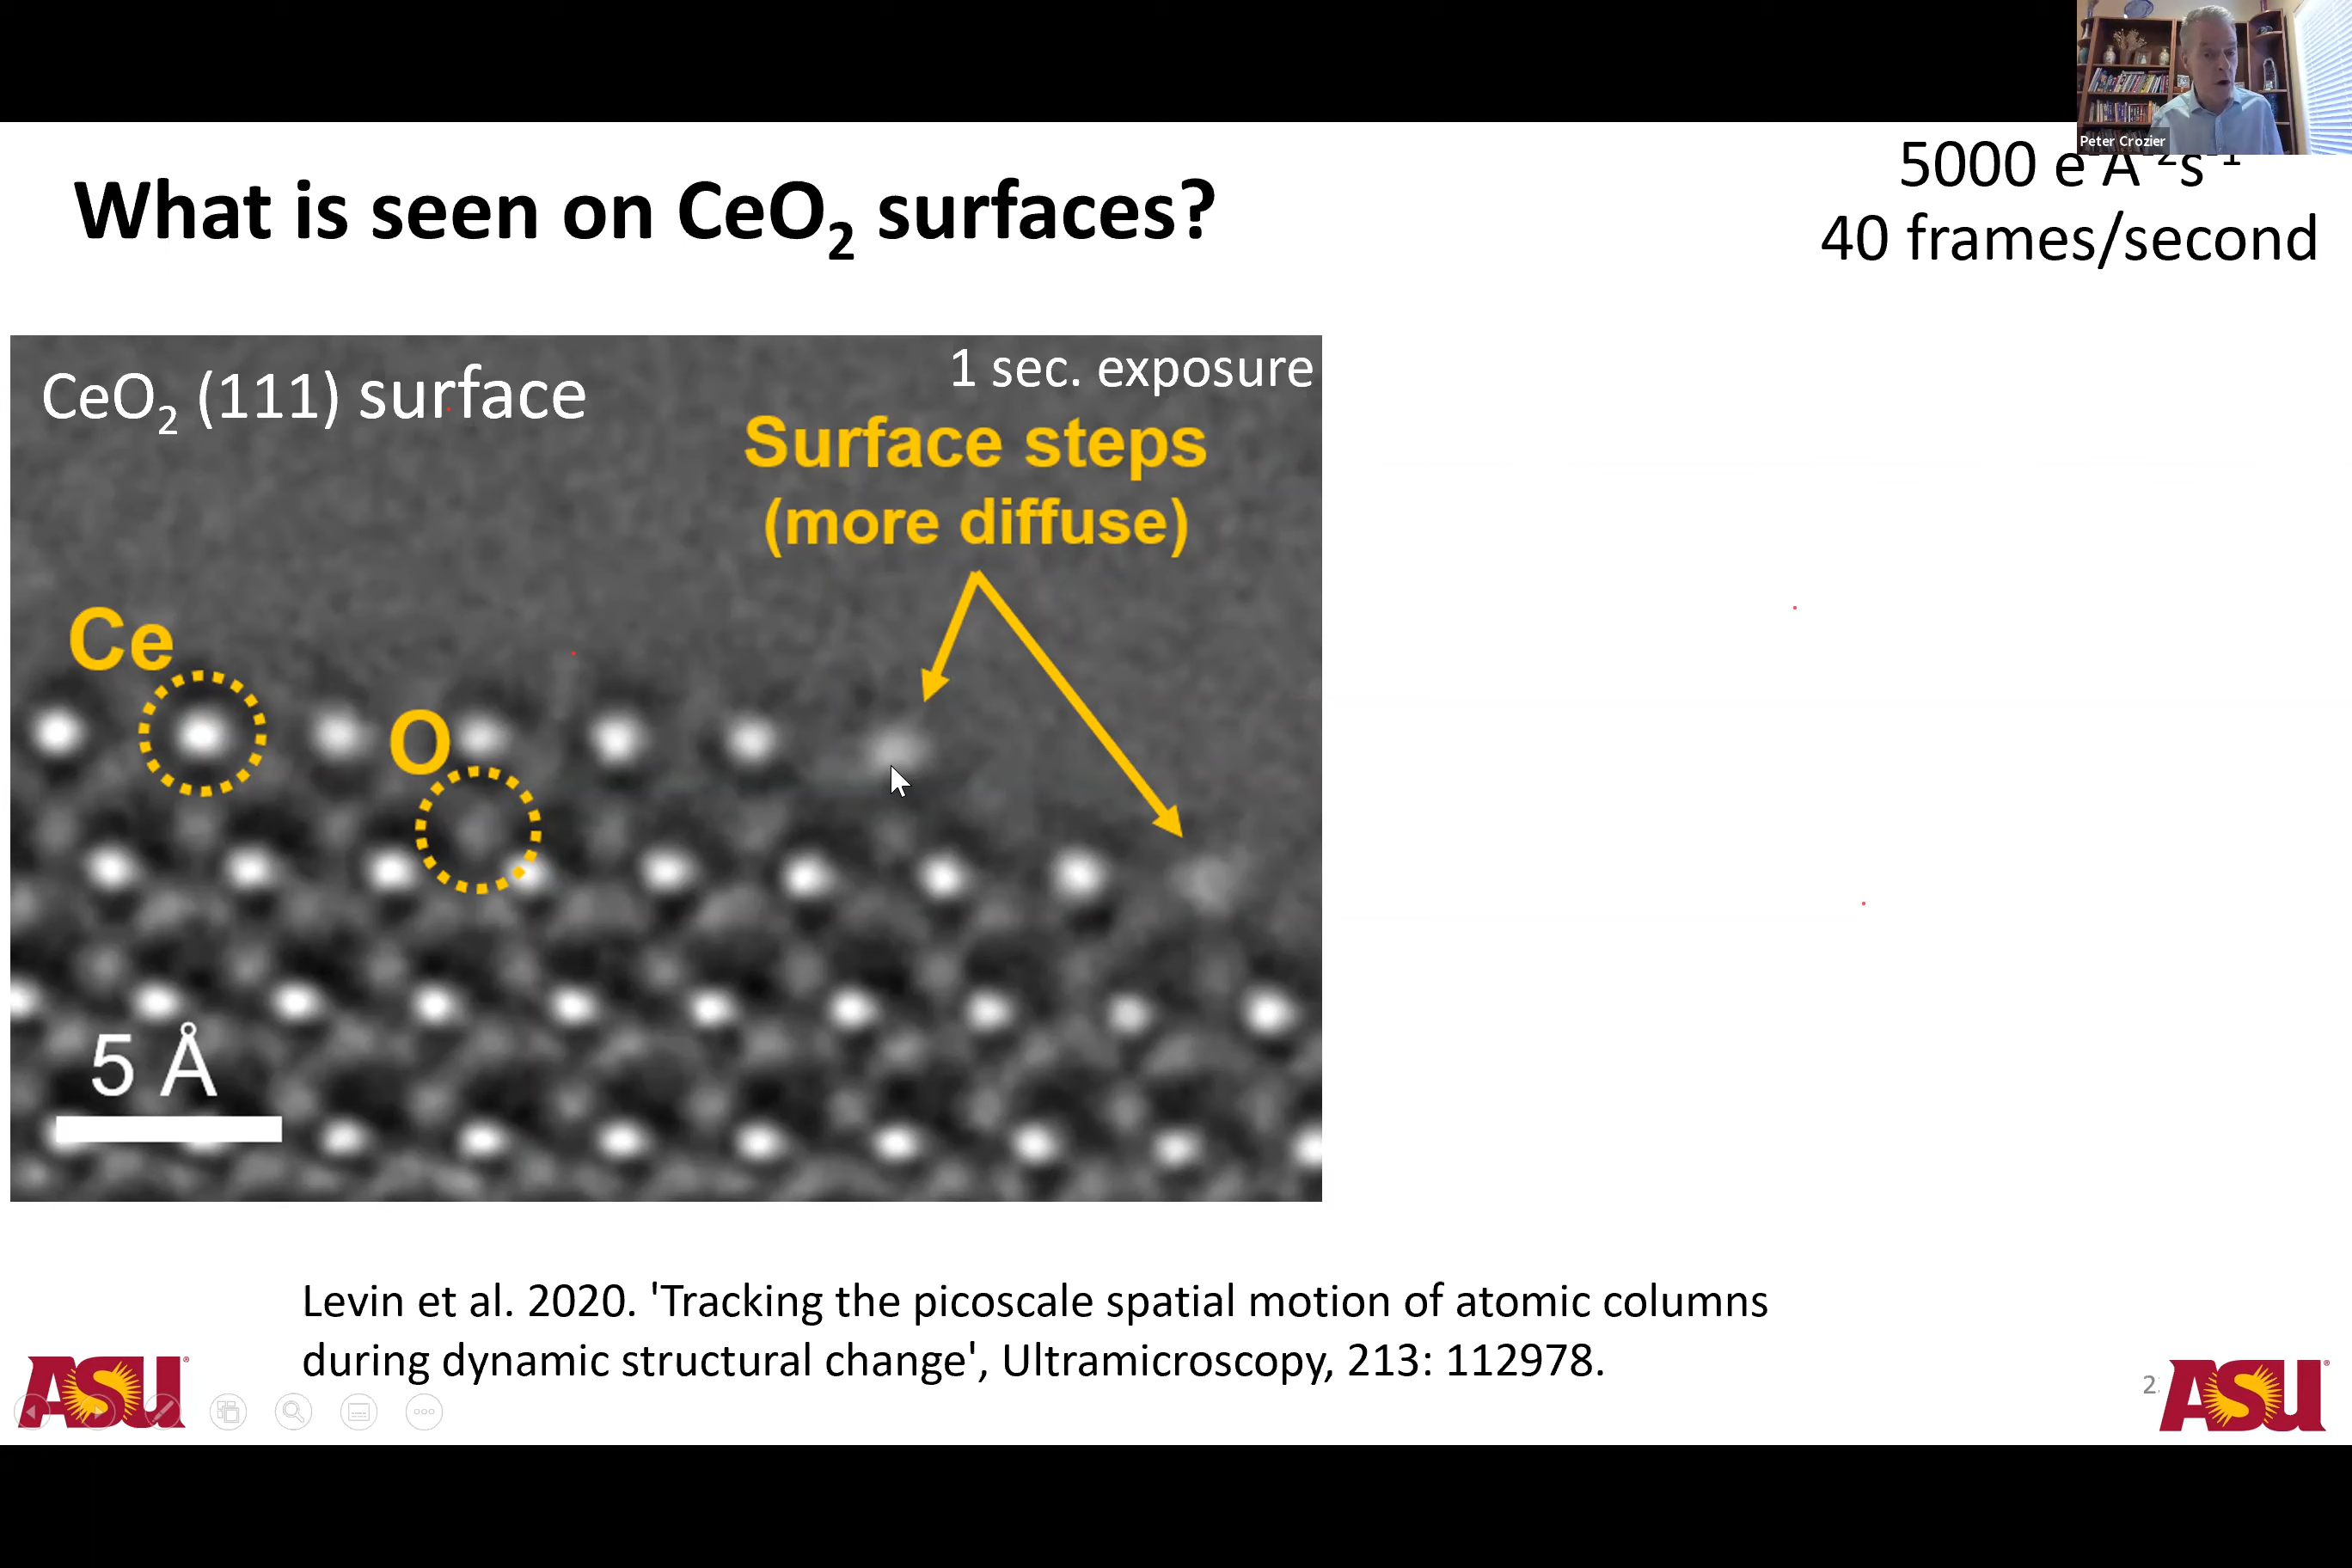 Peter Crozier
What is seen on CeO₂ surfaces?
5000 e Å⁻²s⁻¹
40 frames/second
CeO₂ (111) surface
1 sec. exposure
Surface steps
(more diffuse)
Ce
O
5 Å
Levin et al. 2020. 'Tracking the picoscale spatial motion of atomic columns
during dynamic structural change', Ultramicroscopy, 213: 112978.
ASU
ASU